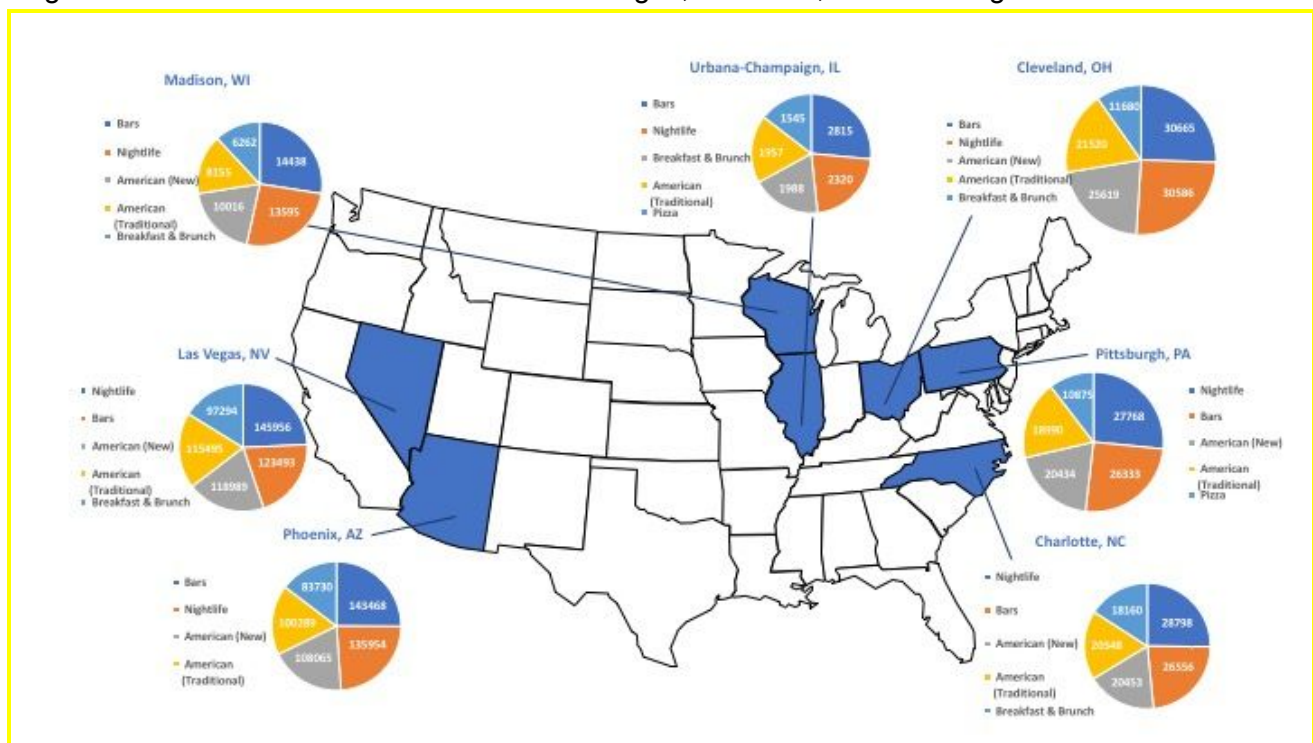 Madison, WI
Bars
Nightlife
American (New)
American
(Traditional)
Breakfast & Brunch
6262
14438
8155
10016
13595
Urbana-Champaign, IL
Bars
Nightlife
Breakfast & Brunch
American
(Traditional)
Pizza
1545
2815
1957
1988
2320
Cleveland, OH
Bars
Nightlife
American (New)
American (Traditional)
Breakfast & Brunch
11680
30665
21520
25619
30586
Las Vegas, NV
Nightlife
Bars
American (New)
American
(Traditional)
Breakfast & Brunch
97294
145956
115495
118989
123493
Pittsburgh, PA
Nightlife
Bars
American (New)
American
(Traditional)
Pizza
10875
27768
18990
20434
26333
Phoenix, AZ
Bars
Nightlife
American (New)
American
(Traditional)
83730
143468
100289
108065
135954
Charlotte, NC
Nightlife
Bars
American (New)
American
(Traditional)
Breakfast & Brunch
18160
28798
20548
20453
26556